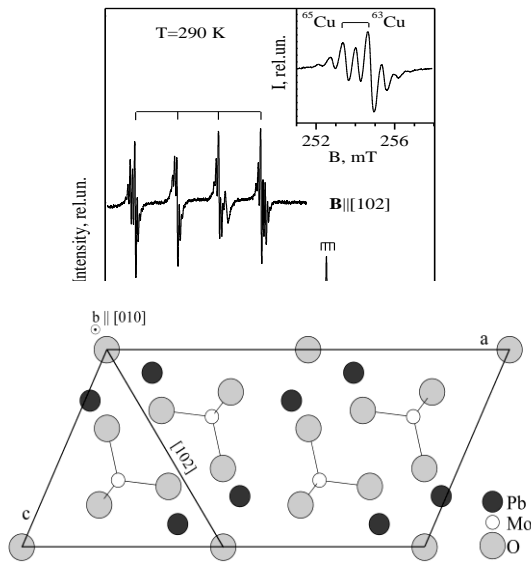 T=290 K
⁶⁵Cu ⁶³Cu
I, rel.un.
252 256
B, mT
Intensity, rel.un.
B||[102]
b || [010]
a
[102]
c
Pb
Mo
O